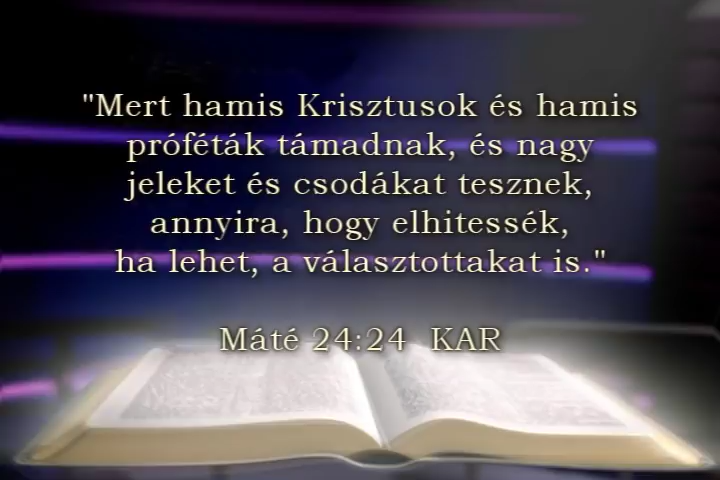 "Mert hamis Krisztusok és hamis
próféták támadnak, és nagy
jeleket és csodákat tesznek,
annyira, hogy elhitessék,
ha lehet, a választottakat is."
Máté 24:24 KAR